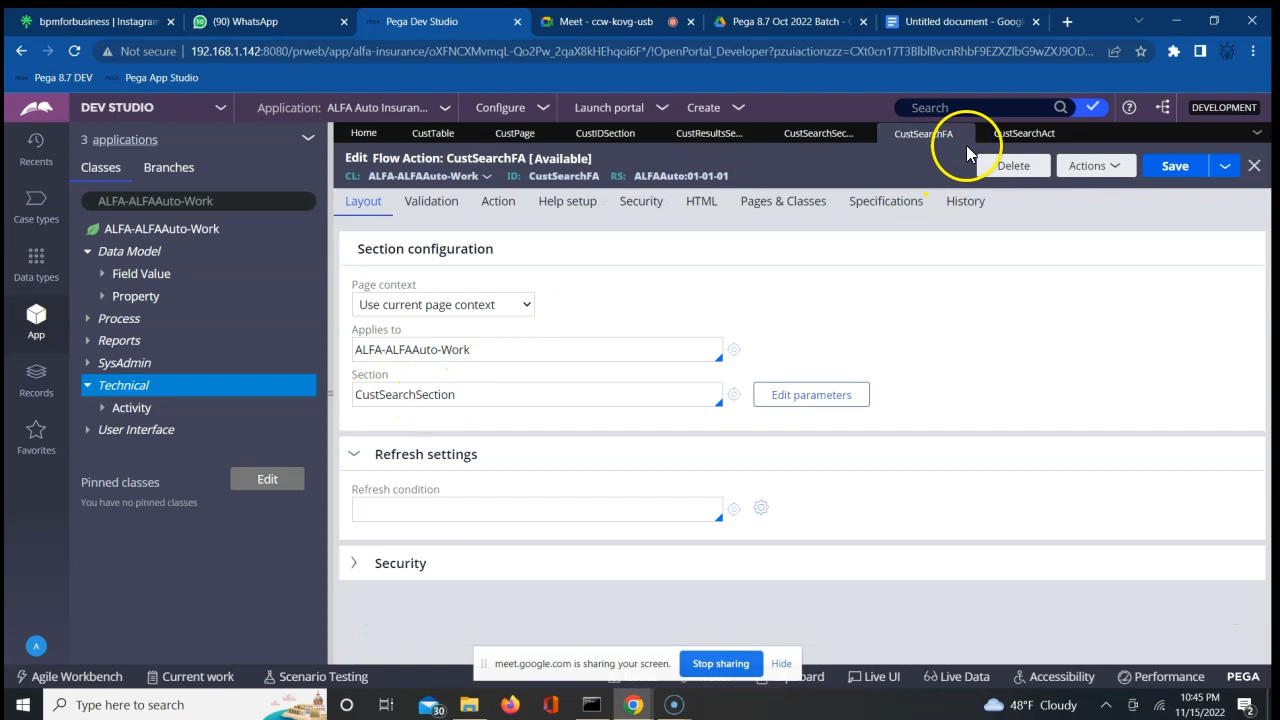 bpmforbusiness | Instagram
(90) WhatsApp
Pega Dev Studio
Meet - ccw-kovg-usb
Pega 8.7 Oct 2022 Batch -
Untitled document - Google
Not secure | 192.168.1.142:8080/prweb/app/alfa-insurance/oXFNCXMvmqL-Qo2Pw_2qaX8kHEhqoi6F*/!OpenPortal_Developer?pzuiactionzzz=CXt0cn17T3BlblBvcnRhbF9EZXZlbG9wZXJ9OD...
Pega 8.7 DEV
Pega App Studio
DEV STUDIO
Application: ALFA Auto Insuran...
Configure
Launch portal
Create
Search
DEVELOPMENT
Recents
Case types
Data types
App
Records
Favorites
A
3 applications
Classes
Branches
ALFA-ALFAAuto-Work
ALFA-ALFAAuto-Work
Data Model
Field Value
Property
Process
Reports
SysAdmin
Technical
Activity
User Interface
Pinned classes
Edit
You have no pinned classes
Home
CustTable
CustPage
CustIDSection
CustResultsSe...
CustSearchSec...
CustSearchFA
CustSearchAct
Edit Flow Action: CustSearchFA [Available]
CL: ALFA-ALFAAuto-Work ID: CustSearchFA RS: ALFAAuto:01-01-01
Delete
Actions
Save
Layout
Validation
Action
Help setup
Security
HTML
Pages & Classes
Specifications
History
Section configuration
Page context
Use current page context
Applies to
ALFA-ALFAAuto-Work
Section
CustSearchSection
Edit parameters
Refresh settings
Refresh condition
Security
meet.google.com is sharing your screen.
Stop sharing
Hide
Agile Workbench
Current work
Scenario Testing
Live UI
Live Data
Accessibility
Performance
PEGA
Type here to search
30
48°F Cloudy
10:45 PM
11/15/2022
2